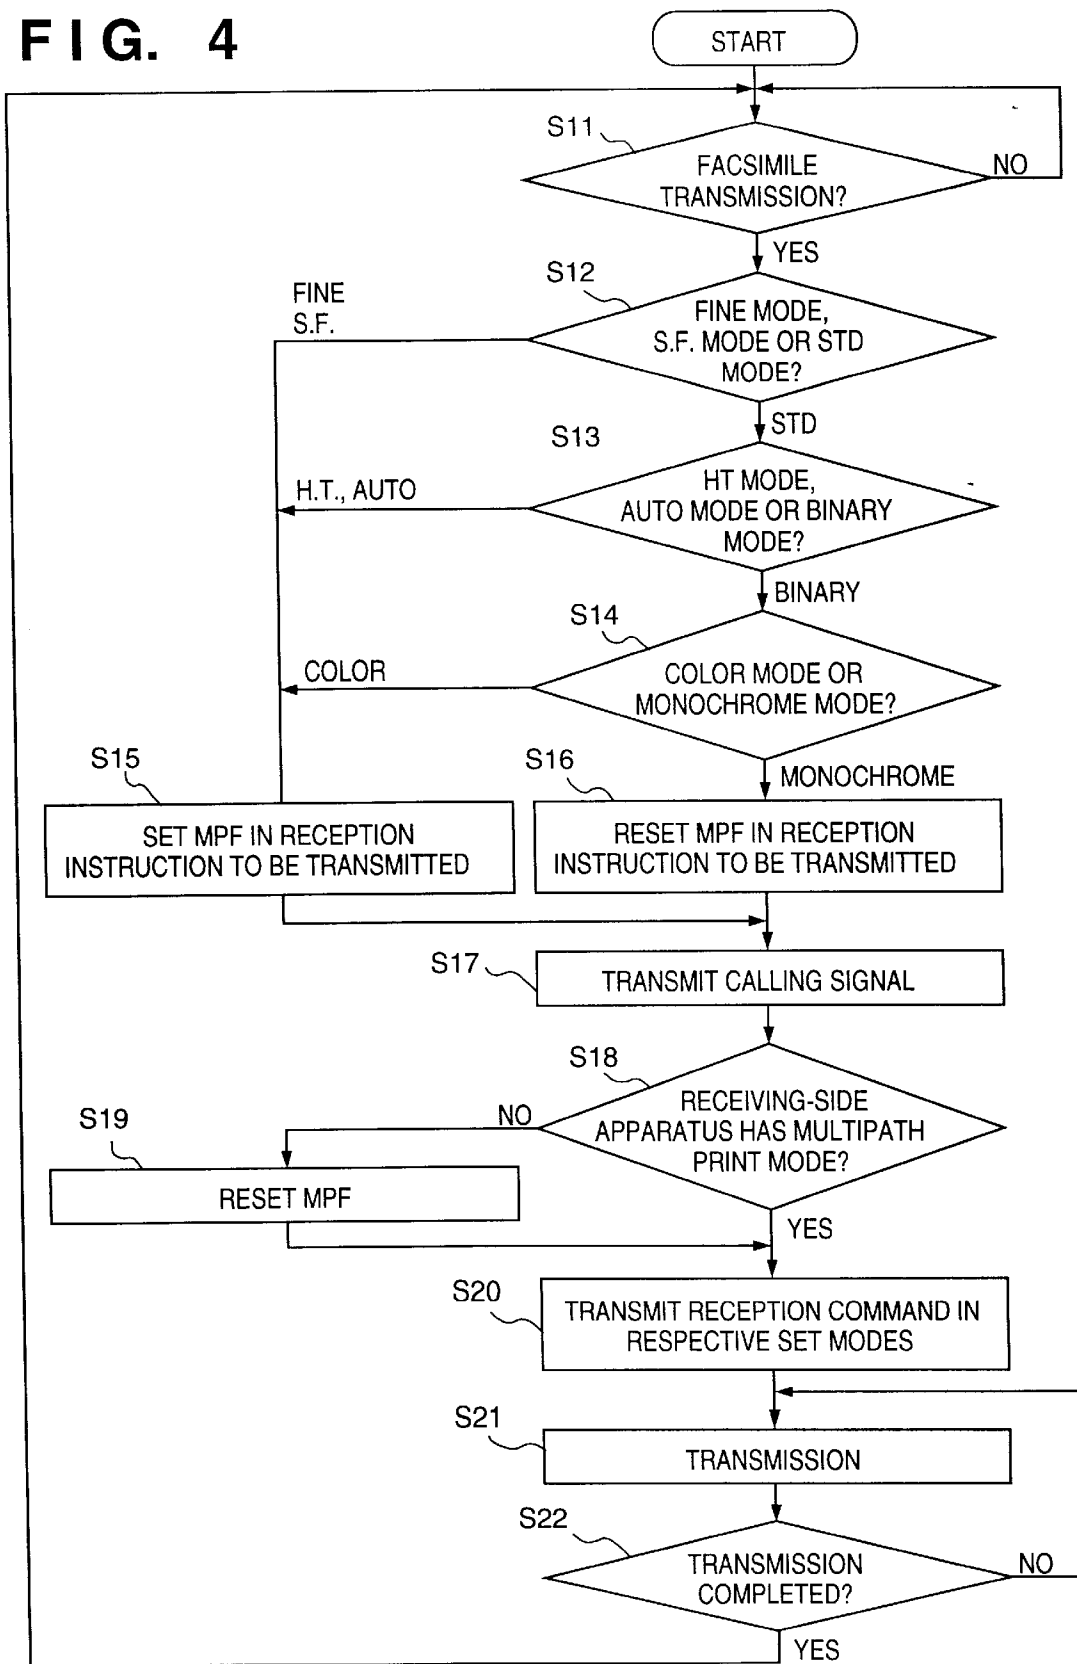 FIG. 4
START
S11
FACSIMILE
TRANSMISSION?
NO
YES
S12
FINE
S.F.
FINE MODE,
S.F. MODE OR STD
MODE?
STD
S13
H.T., AUTO
HT MODE,
AUTO MODE OR BINARY
MODE?
BINARY
S14
COLOR
COLOR MODE OR
MONOCHROME MODE?
MONOCHROME
S15
SET MPF IN RECEPTION
INSTRUCTION TO BE TRANSMITTED
S16
RESET MPF IN RECEPTION
INSTRUCTION TO BE TRANSMITTED
S17
TRANSMIT CALLING SIGNAL
S18
RECEIVING-SIDE
APPARATUS HAS MULTIPATH
PRINT MODE?
NO
S19
RESET MPF
YES
S20
TRANSMIT RECEPTION COMMAND IN
RESPECTIVE SET MODES
S21
TRANSMISSION
S22
TRANSMISSION
COMPLETED?
NO
YES